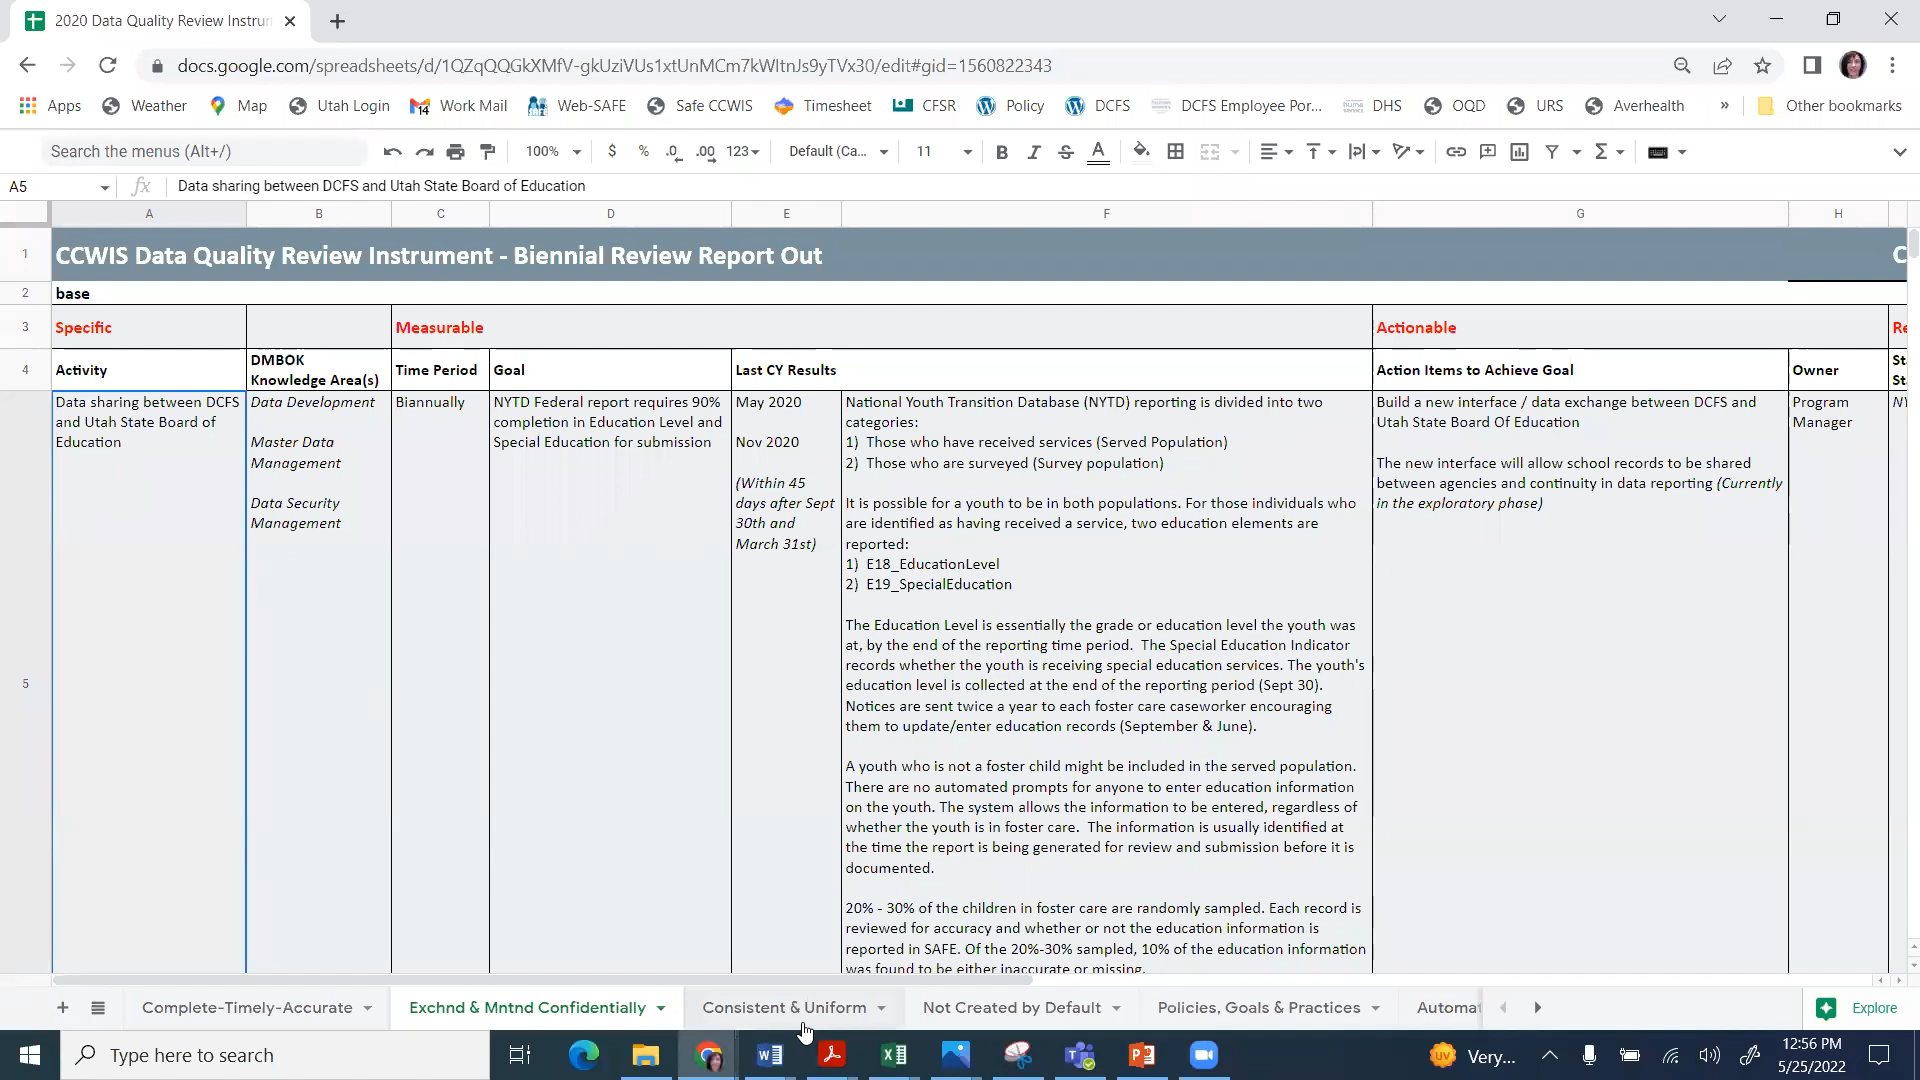 2020 Data Quality Review Instrun
docs.google.com/spreadsheets/d/1QZqQQGkXMfV-gkUziVUs1xtUnMCm7kWItnJs9yTVx30/edit#gid=1560822343
Apps Weather Map Utah Login 14 Work Mail Web-SAFE Safe CCWIS Timesheet CFSR Policy DCFS DCFS Employee Por... DHS OQD URS Averhealth » Other bookmarks
Search the menus (Alt+/) 100% $ % .0 .00 123 Default (Ca... 11 B I S A
A5 fx Data sharing between DCFS and Utah State Board of Education
A B C D E F G H
1 CCWIS Data Quality Review Instrument - Biennial Review Report Out C
2 base
3 Specific Measurable Actionable Re
4 Activity DMBOK Knowledge Area(s) Time Period Goal Last CY Results Action Items to Achieve Goal Owner St St
5
Data sharing between DCFS
and Utah State Board of
Education
Data Development
Master Data
Management
Data Security
Management
Biannually
NYTD Federal report requires 90%
completion in Education Level and
Special Education for submission
May 2020
Nov 2020
(Within 45
days after Sept
30th and
March 31st)
National Youth Transition Database (NYTD) reporting is divided into two
categories:
1) Those who have received services (Served Population)
2) Those who are surveyed (Survey population)
It is possible for a youth to be in both populations. For those individuals who
are identified as having received a service, two education elements are
reported:
1) E18_EducationLevel
2) E19_SpecialEducation
The Education Level is essentially the grade or education level the youth was
at, by the end of the reporting time period. The Special Education Indicator
records whether the youth is receiving special education services. The youth's
education level is collected at the end of the reporting period (Sept 30).
Notices are sent twice a year to each foster care caseworker encouraging
them to update/enter education records (September & June).
A youth who is not a foster child might be included in the served population.
There are no automated prompts for anyone to enter education information
on the youth. The system allows the information to be entered, regardless of
whether the youth is in foster care. The information is usually identified at
the time the report is being generated for review and submission before it is
documented.
20% - 30% of the children in foster care are randomly sampled. Each record is
reviewed for accuracy and whether or not the education information is
reported in SAFE. Of the 20%-30% sampled, 10% of the education information
was found to be either inaccurate or missing.
Build a new interface / data exchange between DCFS and
Utah State Board Of Education
The new interface will allow school records to be shared
between agencies and continuity in data reporting (Currently
in the exploratory phase)
Program
Manager
NY
Complete-Timely-Accurate Exchnd & Mntnd Confidentially Consistent & Uniform Not Created by Default Policies, Goals & Practices Automa Explore
Type here to search UV Very... 12:56 PM
5/25/2022